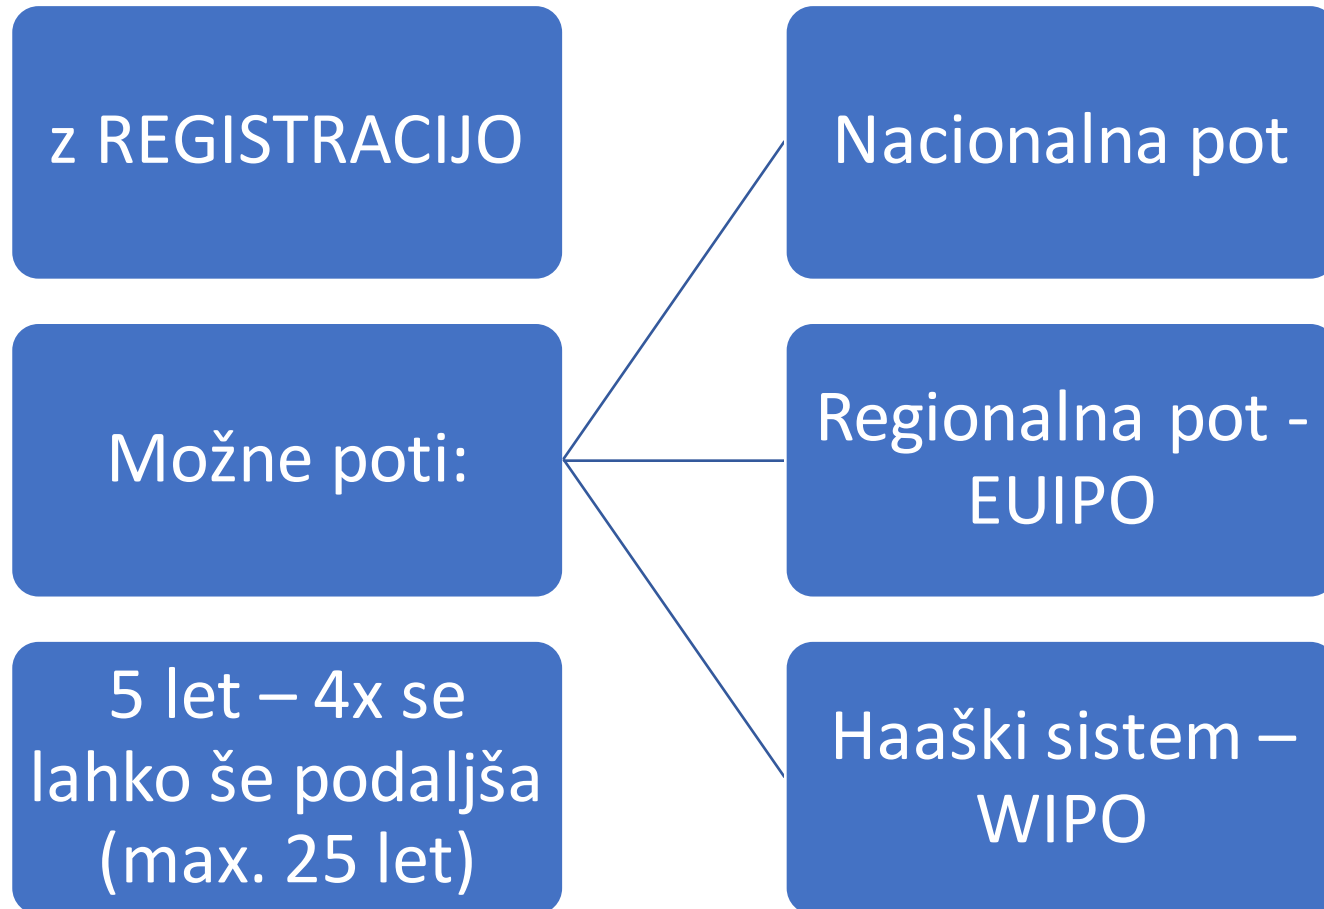 z REGISTRACIJO
Možne poti:
5 let – 4x se
lahko še podaljša
(max. 25 let)
Nacionalna pot
Regionalna pot -
EUIPO
Haaški sistem –
WIPO